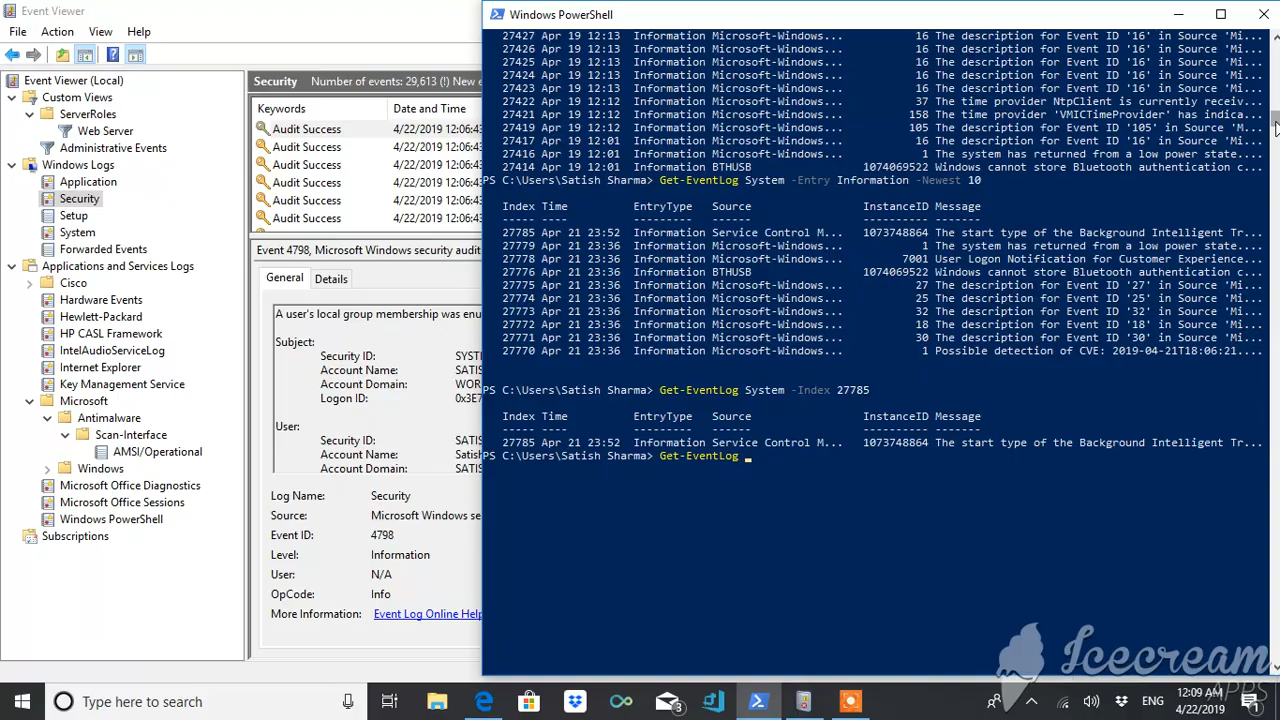 Event Viewer
File Action View Help
Event Viewer (Local)
Custom Views
ServerRoles
Web Server
Administrative Events
Windows Logs
Application
Security
Setup
System
Forwarded Events
Applications and Services Logs
Cisco
Hardware Events
Hewlett-Packard
HP CASL Framework
IntelAudioServiceLog
Internet Explorer
Key Management Service
Microsoft
Antimalware
Scan-Interface
AMSI/Operational
Windows
Microsoft Office Diagnostics
Microsoft Office Sessions
Windows PowerShell
Subscriptions
Security Number of events: 29,613 (!) New e
Keywords Date and Time
Audit Success 4/22/2019 12:06:43
Audit Success 4/22/2019 12:06:43
Audit Success 4/22/2019 12:06:43
Audit Success 4/22/2019 12:06:43
Audit Success 4/22/2019 12:06:43
Audit Success 4/22/2019 12:06:43
Event 4798, Microsoft Windows security audit
General Details
A user's local group membership was enu
Subject:
Security ID: SYST
Account Name: SATI
Account Domain: WOR
Logon ID: 0x3E7
User:
Security ID: SATIS
Account Name: Satish
Account Domain: SATIS
Log Name: Security
Source: Microsoft Windows se
Event ID: 4798
Level: Information
User: N/A
OpCode: Info
More Information: Event Log Online Help
Windows PowerShell
27427 Apr 19 12:13 Information Microsoft-Windows... 16 The description for Event ID '16' in Source 'Mi...
27426 Apr 19 12:13 Information Microsoft-Windows... 16 The description for Event ID '16' in Source 'Mi...
27425 Apr 19 12:13 Information Microsoft-Windows... 16 The description for Event ID '16' in Source 'Mi...
27424 Apr 19 12:13 Information Microsoft-Windows... 16 The description for Event ID '16' in Source 'Mi...
27423 Apr 19 12:13 Information Microsoft-Windows... 16 The description for Event ID '16' in Source 'Mi...
27422 Apr 19 12:12 Information Microsoft-Windows... 37 The time provider NtpClient is currently receiv...
27421 Apr 19 12:12 Information Microsoft-Windows... 158 The time provider 'VMICTimeProvider' has indica...
27419 Apr 19 12:12 Information Microsoft-Windows... 105 The description for Event ID '105' in Source 'M...
27417 Apr 19 12:01 Information Microsoft-Windows... 16 The description for Event ID '16' in Source 'Mi...
27416 Apr 19 12:01 Information Microsoft-Windows... 1 The system has returned from a low power state....
27414 Apr 19 12:01 Information BTHUSB 1074069522 Windows cannot store Bluetooth authentication c...
PS C:\Users\Satish Sharma> Get-EventLog System -Entry Information -Newest 10
Index Time EntryType Source InstanceID Message
----- ---- --------- ------ ---------- -------
27785 Apr 21 23:52 Information Service Control M... 1073748864 The start type of the Background Intelligent Tr...
27779 Apr 21 23:36 Information Microsoft-Windows... 1 The system has returned from a low power state....
27778 Apr 21 23:36 Information Microsoft-Windows... 7001 User Logon Notification for Customer Experience...
27776 Apr 21 23:36 Information BTHUSB 1074069522 Windows cannot store Bluetooth authentication c...
27775 Apr 21 23:36 Information Microsoft-Windows... 27 The description for Event ID '27' in Source 'Mi...
27774 Apr 21 23:36 Information Microsoft-Windows... 25 The description for Event ID '25' in Source 'Mi...
27773 Apr 21 23:36 Information Microsoft-Windows... 32 The description for Event ID '32' in Source 'Mi...
27772 Apr 21 23:36 Information Microsoft-Windows... 18 The description for Event ID '18' in Source 'Mi...
27771 Apr 21 23:36 Information Microsoft-Windows... 30 The description for Event ID '30' in Source 'Mi...
27770 Apr 21 23:36 Information Microsoft-Windows... 1 Possible detection of CVE: 2019-04-21T18:06:21....
PS C:\Users\Satish Sharma> Get-EventLog System -Index 27785
Index Time EntryType Source InstanceID Message
----- ---- --------- ------ ---------- -------
27785 Apr 21 23:52 Information Service Control M... 1073748864 The start type of the Background Intelligent Tr...
PS C:\Users\Satish Sharma> Get-EventLog _
Icecream
APPS
Type here to search
3
ENG
12:09 AM
4/22/2019
1